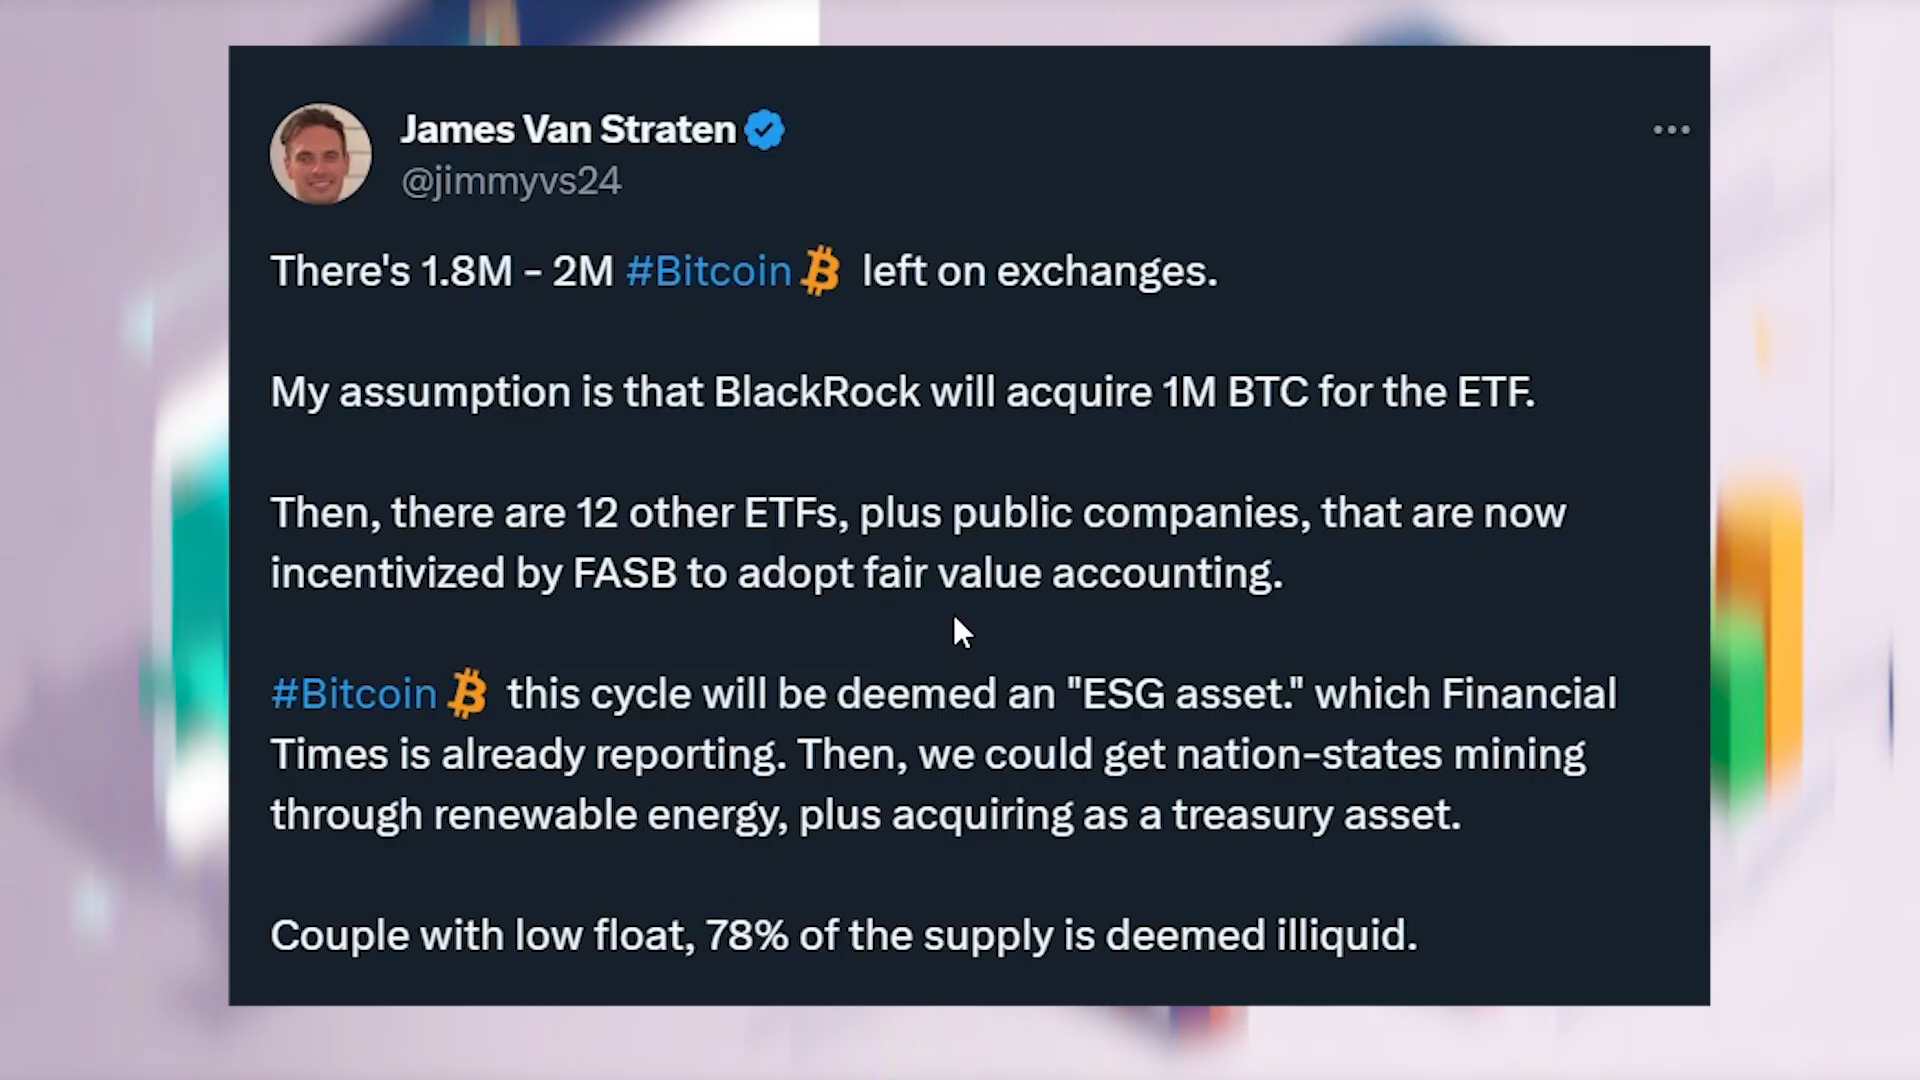 James Van Straten
@jimmyvs24
There's 1.8M - 2M #Bitcoin left on exchanges.
My assumption is that BlackRock will acquire 1M BTC for the ETF.
Then, there are 12 other ETFs, plus public companies, that are now
incentivized by FASB to adopt fair value accounting.
#Bitcoin this cycle will be deemed an "ESG asset." which Financial
Times is already reporting. Then, we could get nation-states mining
through renewable energy, plus acquiring as a treasury asset.
Couple with low float, 78% of the supply is deemed illiquid.